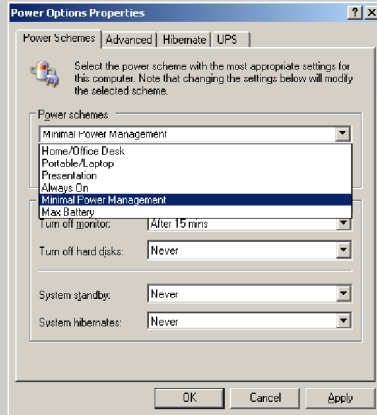 Power Options Properties
Power Schemes
Advanced
Hibernate
UPS
Select the power scheme with the most appropriate settings for
this computer. Note that changing the settings below will modify
the selected scheme.
Power schemes
Minimal Power Management
Home/Office Desk
Portable/Laptop
Presentation
Always On
Minimal Power Management
Max Battery
Turn off monitor:
After 15 mins
Turn off hard disks:
Never
System standby:
Never
System hibernates:
Never
OK
Cancel
Apply